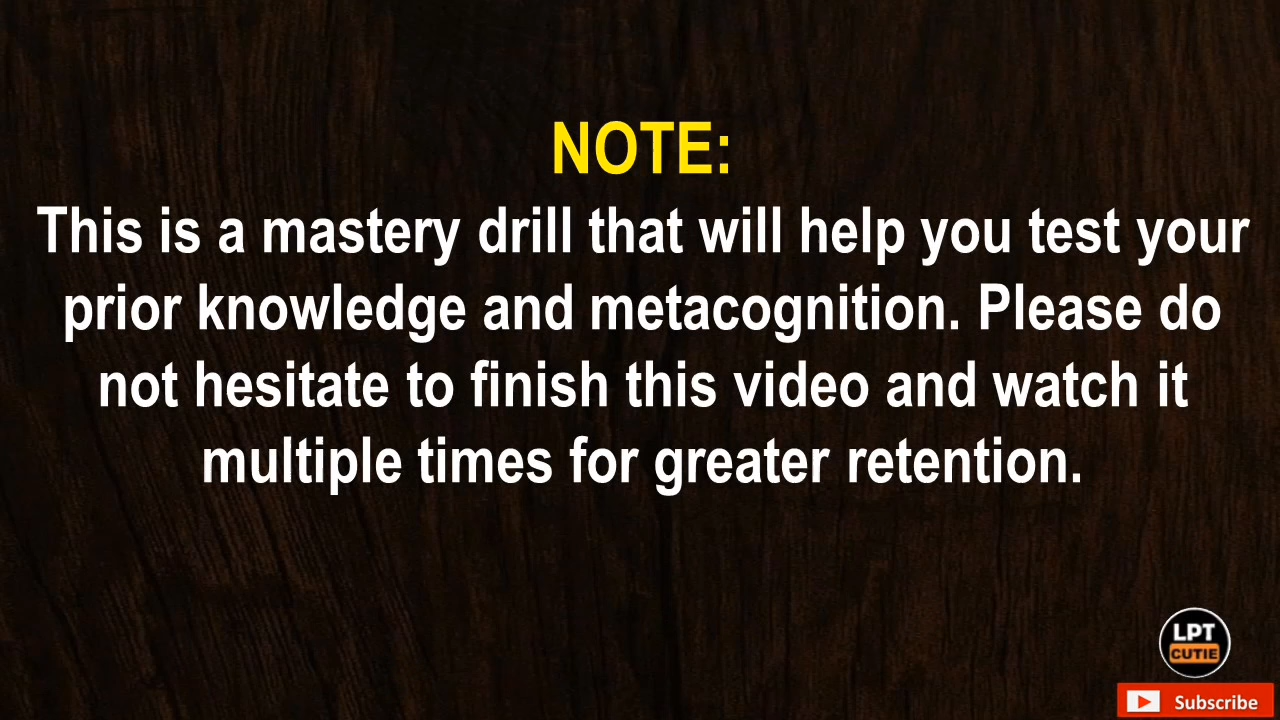 NOTE:
This is a mastery drill that will help you test your
prior knowledge and metacognition. Please do
not hesitate to finish this video and watch it
multiple times for greater retention.
LPT
CUTIE
Subscribe